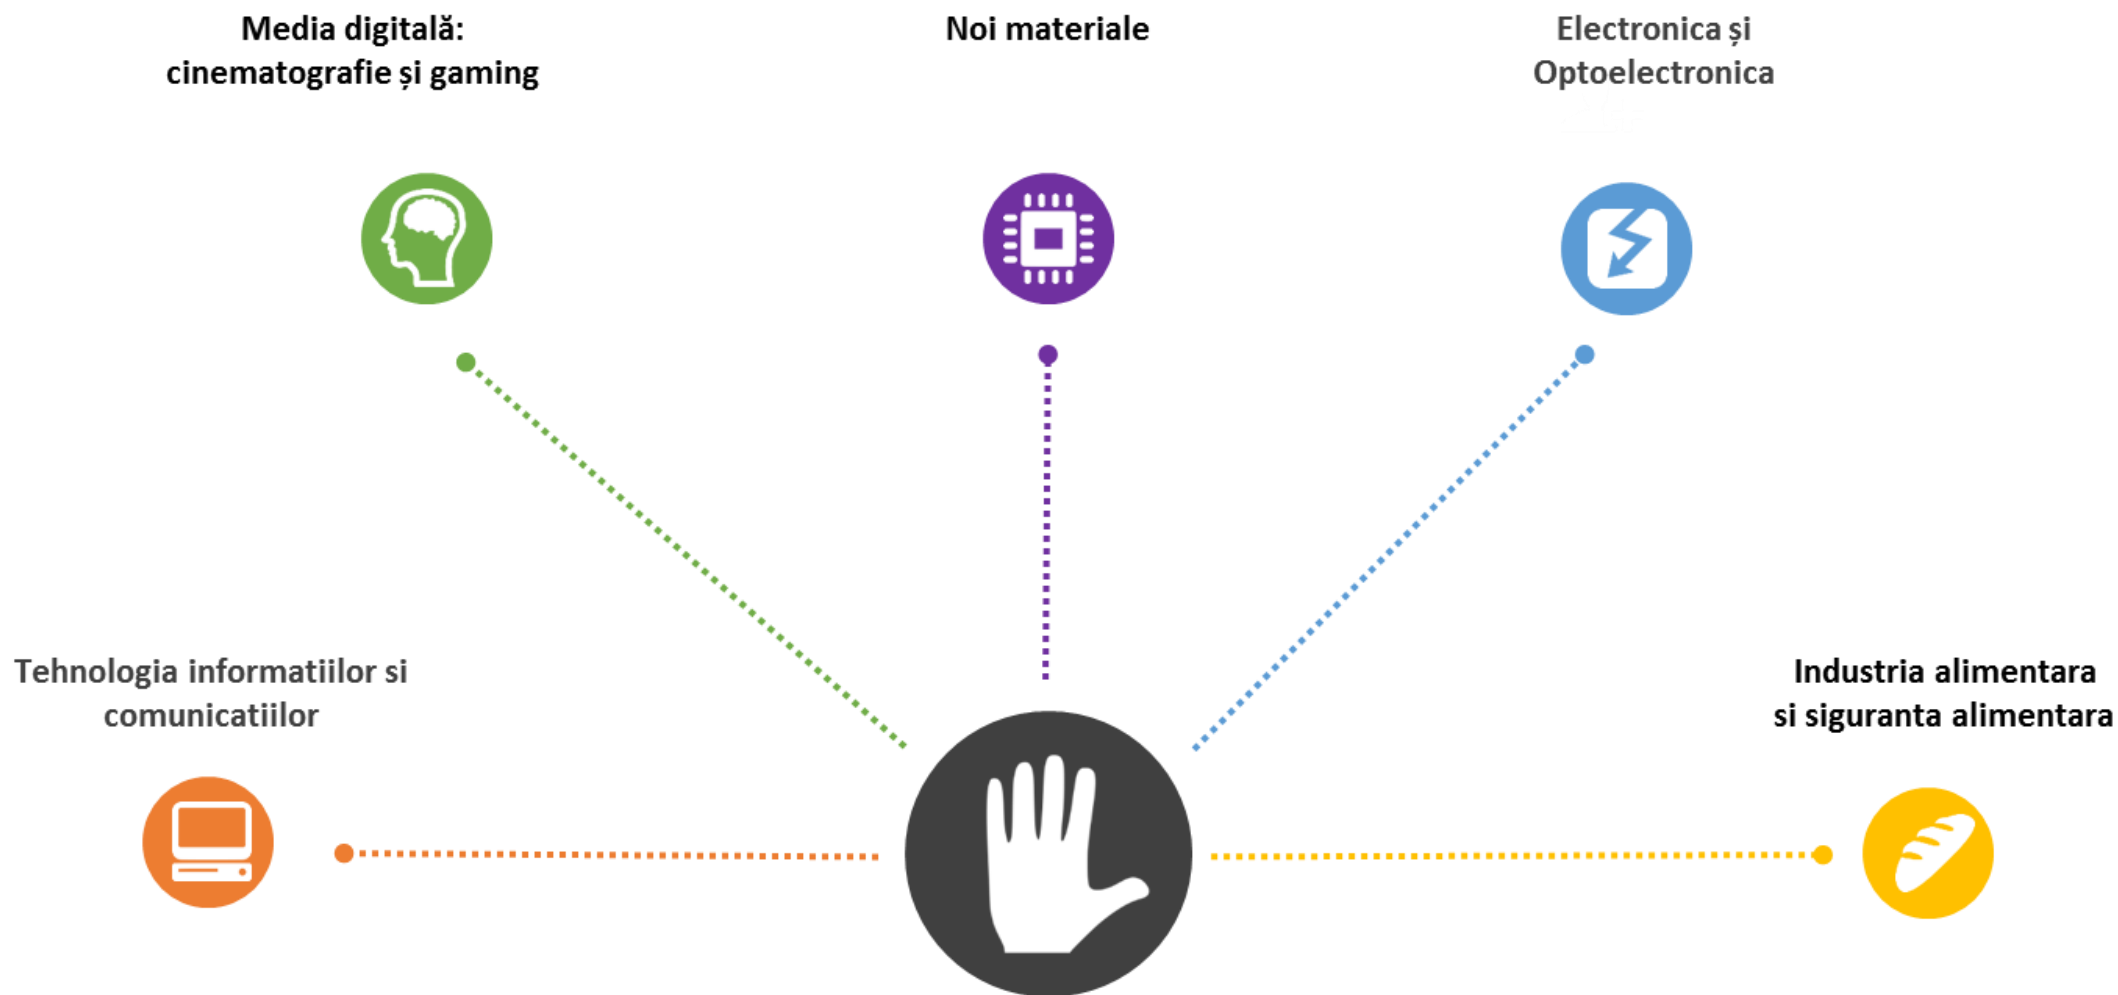 Media digitală:
cinematografie și gaming
Noi materiale
Electronica și
Optoelectronica
Tehnologia informatiilor si
comunicatiilor
Industria alimentara
si siguranta alimentara